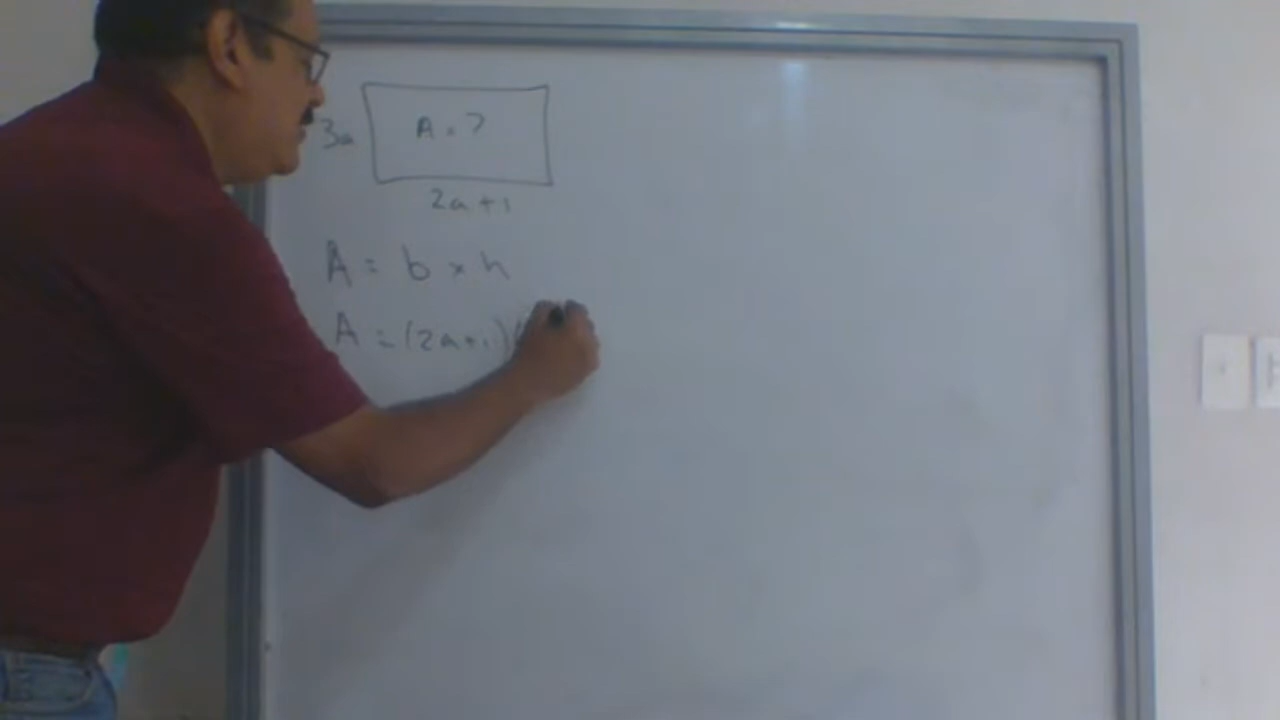 3a
A = ?
2a + 1
A = b × h
A = (2a+1)(